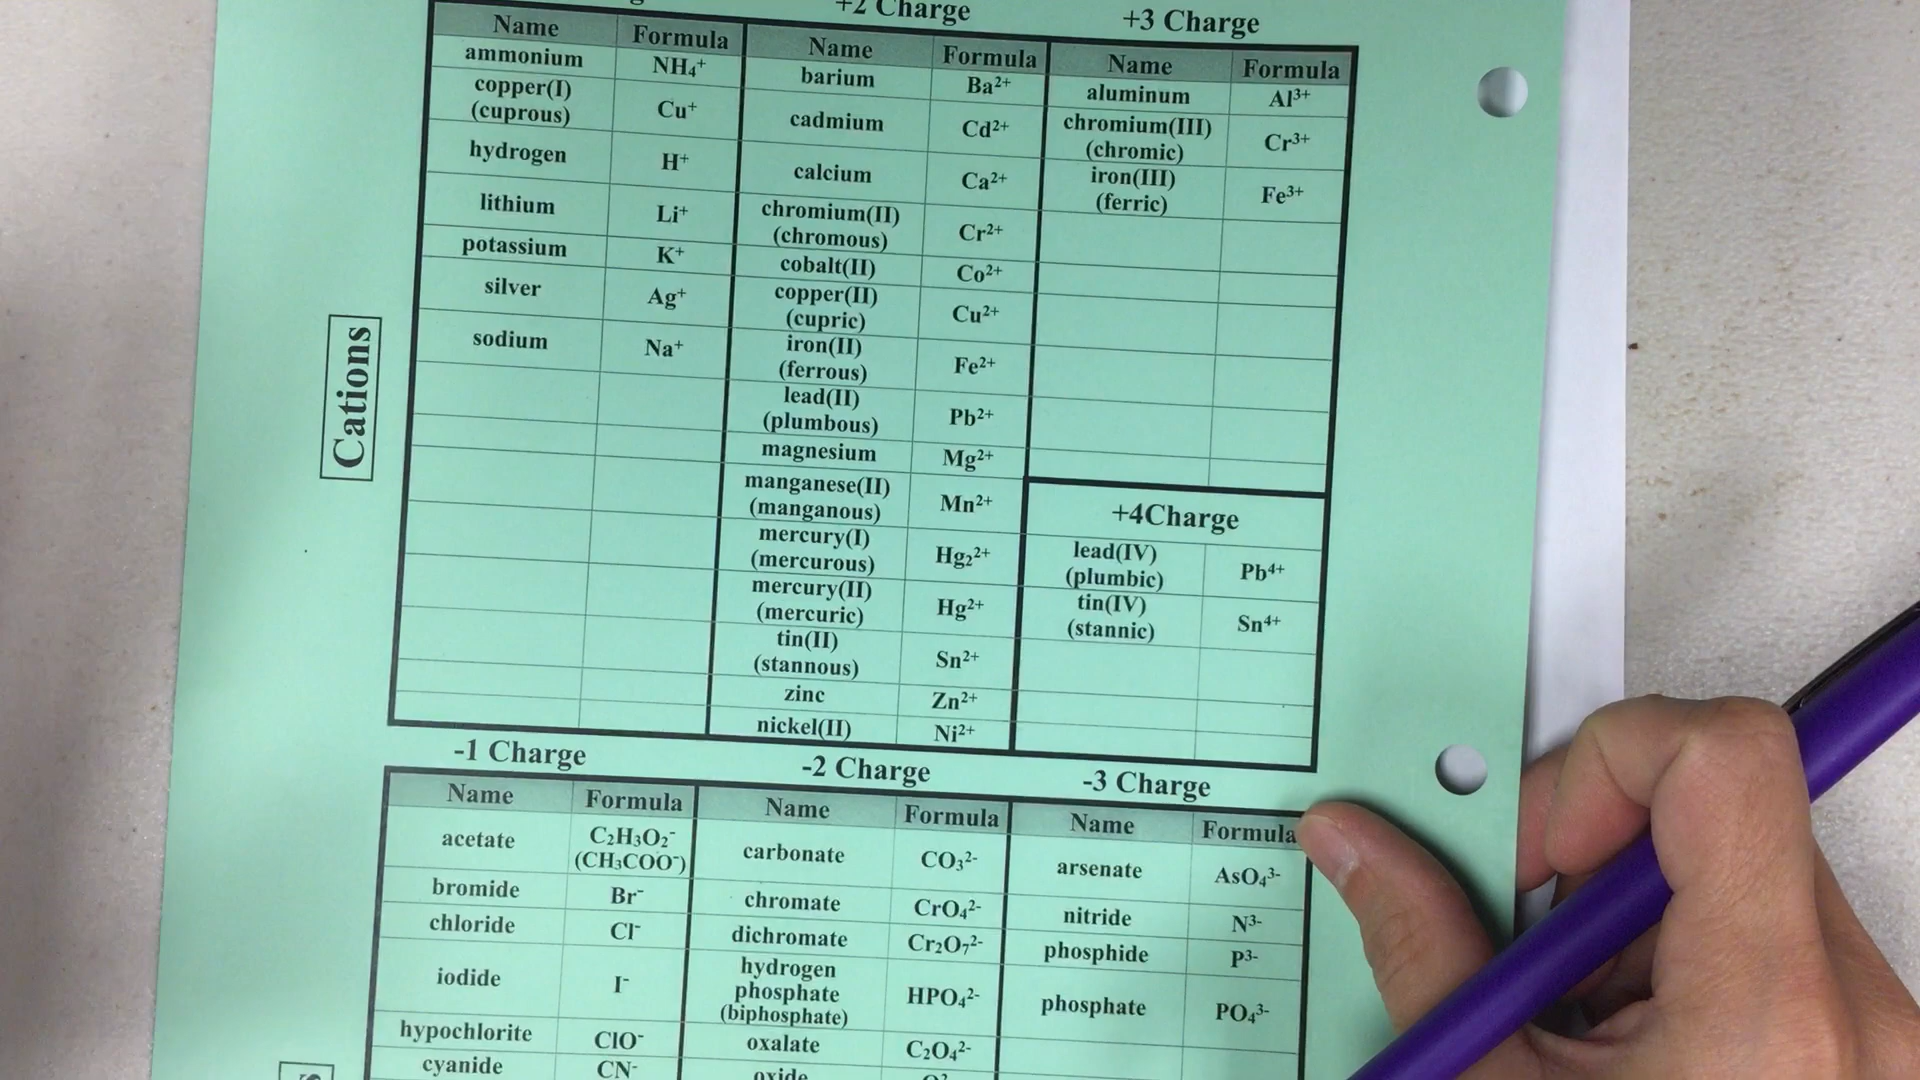 +2 Charge
+3 Charge
Name Formula Name Formula Name Formula
ammonium NH₄⁺ barium Ba²⁺ aluminum Al³⁺
copper(I)
(cuprous) Cu⁺ cadmium Cd²⁺ chromium(III)
(chromic) Cr³⁺
hydrogen H⁺ calcium Ca²⁺ iron(III)
(ferric) Fe³⁺
lithium Li⁺ chromium(II)
(chromous) Cr²⁺
potassium K⁺ cobalt(II) Co²⁺
silver Ag⁺ copper(II)
(cupric) Cu²⁺
sodium Na⁺ iron(II)
(ferrous) Fe²⁺
lead(II)
(plumbous) Pb²⁺
magnesium Mg²⁺
manganese(II)
(manganous) Mn²⁺
+4Charge
mercury(I)
(mercurous) Hg₂²⁺ lead(IV)
(plumbic) Pb⁴⁺
mercury(II)
(mercuric) Hg²⁺ tin(IV)
(stannic) Sn⁴⁺
tin(II)
(stannous) Sn²⁺
zinc Zn²⁺
nickel(II) Ni²⁺
Cations
-1 Charge -2 Charge -3 Charge
Name Formula Name Formula Name Formula
acetate C₂H₃O₂⁻
(CH₃COO⁻) carbonate CO₃²⁻ arsenate AsO₄³⁻
bromide Br⁻ chromate CrO₄²⁻ nitride N³⁻
chloride Cl⁻ dichromate Cr₂O₇²⁻ phosphide P³⁻
iodide I⁻ hydrogen
phosphate
(biphosphate) HPO₄²⁻ phosphate PO₄³⁻
hypochlorite ClO⁻ oxalate C₂O₄²⁻
cyanide CN⁻ oxide